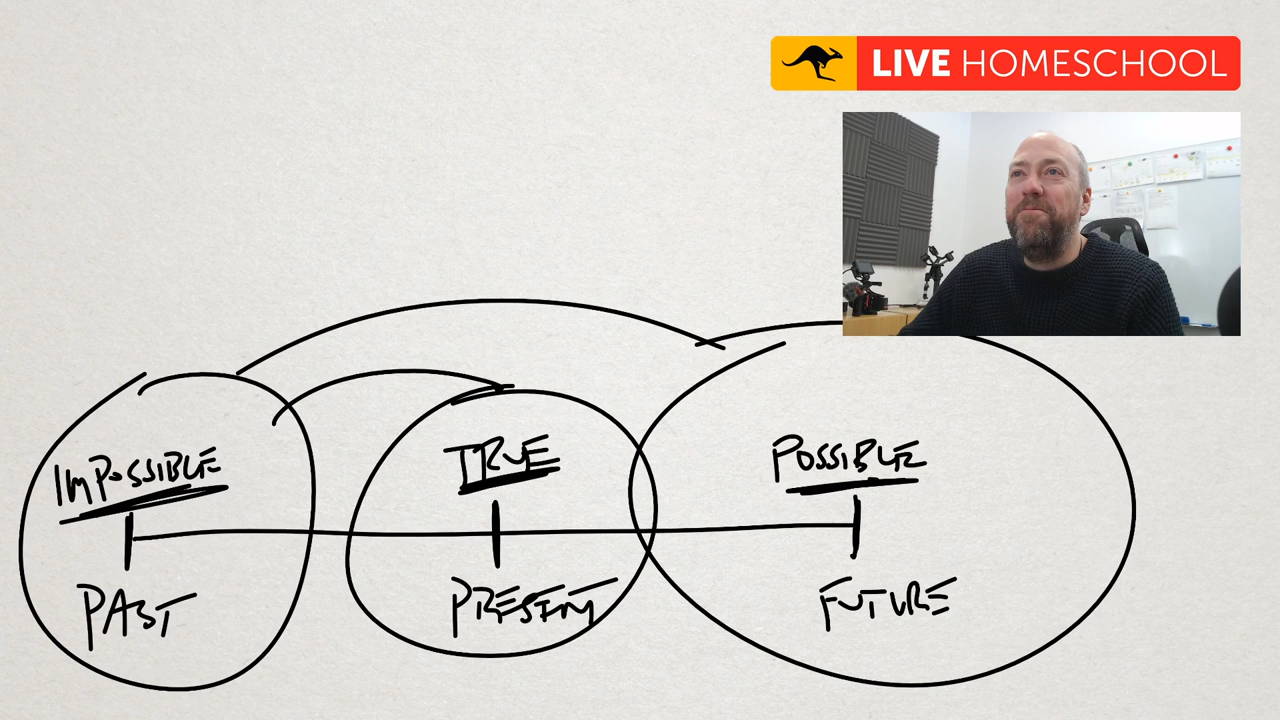 LIVE HOMESCHOOL
IMPOSSIBLE
TRUE
POSSIBLE
PAST
PRESENT
FUTURE